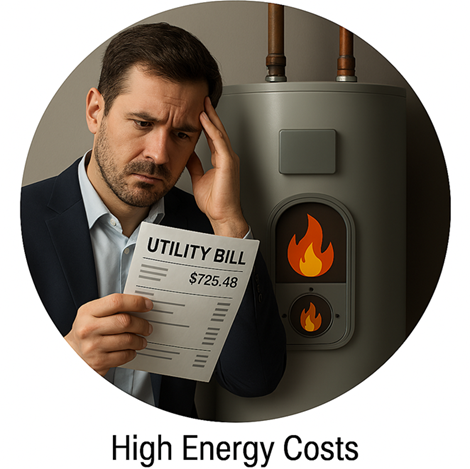 UTILITY BILL
$725.48
High Energy Costs